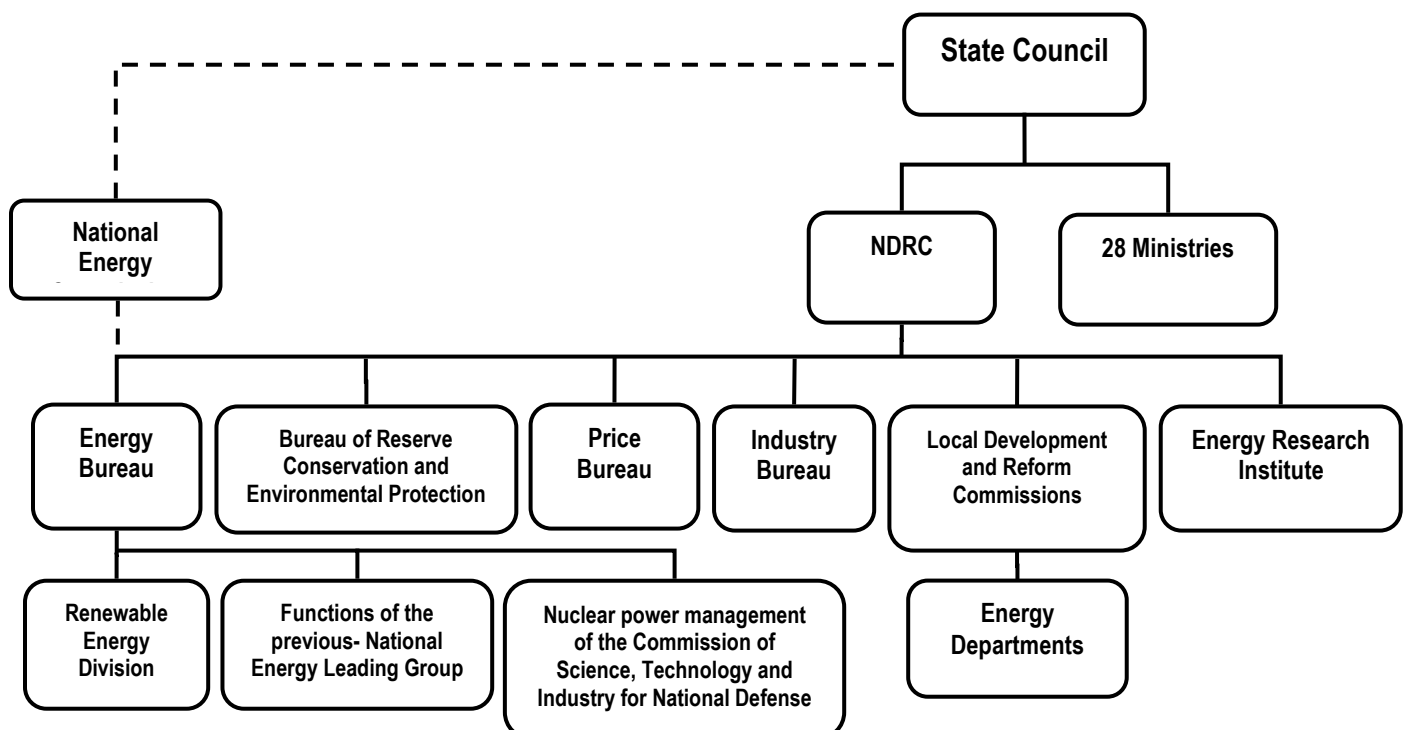 State Council
National
Energy
NDRC
28 Ministries
Energy
Bureau
Bureau of Reserve
Conservation and
Environmental Protection
Price
Bureau
Industry
Bureau
Local Development
and Reform
Commissions
Energy Research
Institute
Renewable
Energy
Division
Functions of the
previous- National
Energy Leading Group
Nuclear power management
of the Commission of
Science, Technology and
Industry for National Defense
Energy
Departments